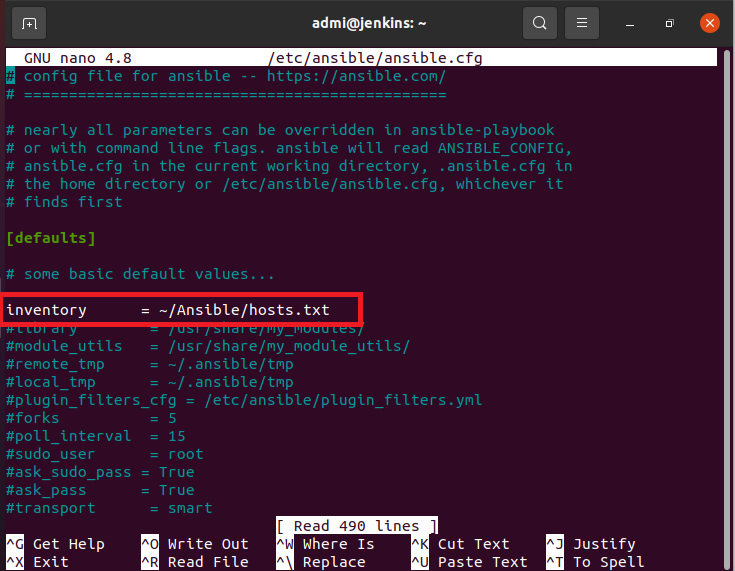 admi@jenkins: ~
GNU nano 4.8 /etc/ansible/ansible.cfg
# config file for ansible -- https://ansible.com/
# ===============================================
# nearly all parameters can be overridden in ansible-playbook
# or with command line flags. ansible will read ANSIBLE_CONFIG,
# ansible.cfg in the current working directory, .ansible.cfg in
# the home directory or /etc/ansible/ansible.cfg, whichever it
# finds first
[defaults]
# some basic default values...
inventory      = ~/Ansible/hosts.txt
#library        = /usr/share/my_modules/
#module_utils   = /usr/share/my_module_utils/
#remote_tmp     = ~/.ansible/tmp
#local_tmp      = ~/.ansible/tmp
#plugin_filters_cfg = /etc/ansible/plugin_filters.yml
#forks          = 5
#poll_interval  = 15
#sudo_user      = root
#ask_sudo_pass = True
#ask_pass      = True
#transport      = smart
[ Read 490 lines ]
^G Get Help ^O Write Out ^W Where Is ^K Cut Text ^J Justify
^X Exit ^R Read File ^\ Replace ^U Paste Text ^T To Spell